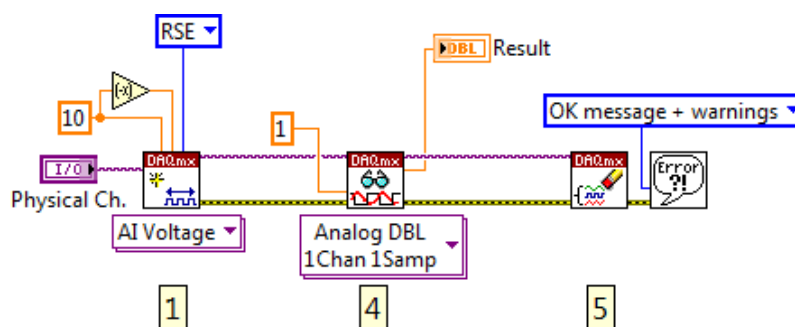 RSE
DBL
Result
(-x)
10
1
OK message + warnings
I/O
DAQmx
DAQmx
DAQmx
Error
?!
Physical Ch.
AI Voltage
Analog DBL
1Chan 1Samp
1
4
5